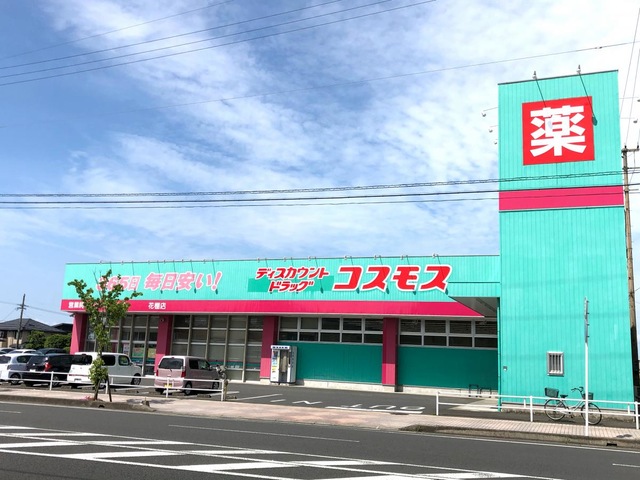 薬
毎日安い!
ディスカウント
ドラッグ
コスモス
花棚店